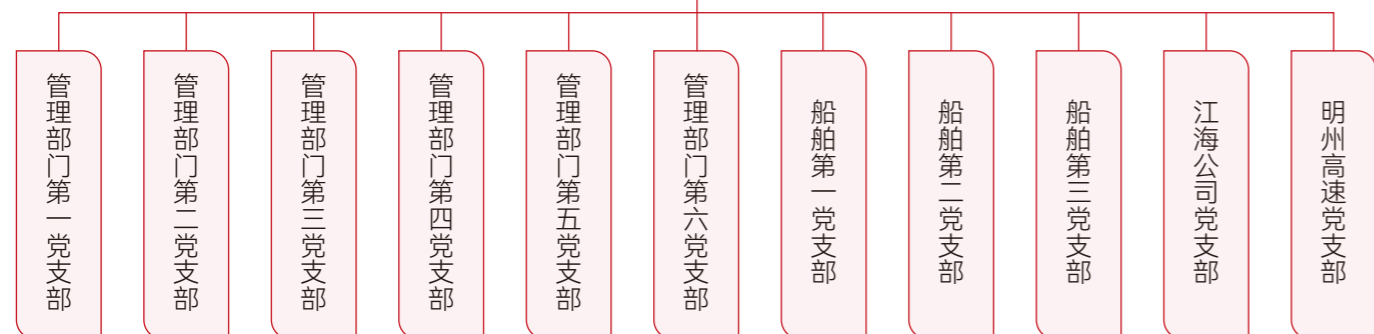 管理部门第一党支部
管理部门第二党支部
管理部门第三党支部
管理部门第四党支部
管理部门第五党支部
管理部门第六党支部
船舶第一党支部
船舶第二党支部
船舶第三党支部
江海公司党支部
明州高速党支部